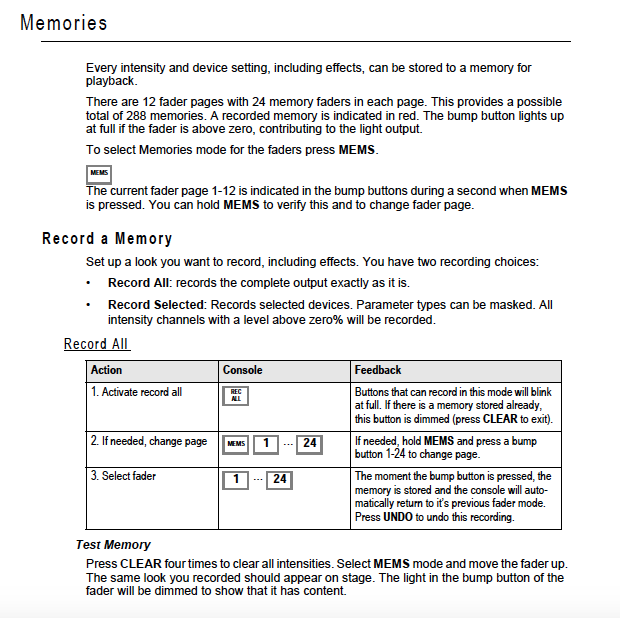 Memories
Every intensity and device setting, including effects, can be stored to a memory for
playback.
There are 12 fader pages with 24 memory faders in each page. This provides a possible
total of 288 memories. A recorded memory is indicated in red. The bump button lights up
at full if the fader is above zero, contributing to the light output.
To select Memories mode for the faders press MEMS.
MEMS
The current fader page 1-12 is indicated in the bump buttons during a second when MEMS
is pressed. You can hold MEMS to verify this and to change fader page.
Record a Memory
Set up a look you want to record, including effects. You have two recording choices:
• Record All: records the complete output exactly as it is.
• Record Selected: Records selected devices. Parameter types can be masked. All
intensity channels with a level above zero% will be recorded.
Record All
Action Console Feedback
1. Activate record all
REC
ALL
Buttons that can record in this mode will blink
at full. If there is a memory stored already,
this button is dimmed (press CLEAR to exit).
2. If needed, change page
MEMS 1 ... 24
If needed, hold MEMS and press a bump
button 1-24 to change page.
3. Select fader
1 ... 24
The moment the bump button is pressed, the
memory is stored and the console will auto-
matically return to it's previous fader mode.
Press UNDO to undo this recording.
Test Memory
Press CLEAR four times to clear all intensities. Select MEMS mode and move the fader up.
The same look you recorded should appear on stage. The light in the bump button of the
fader will be dimmed to show that it has content.